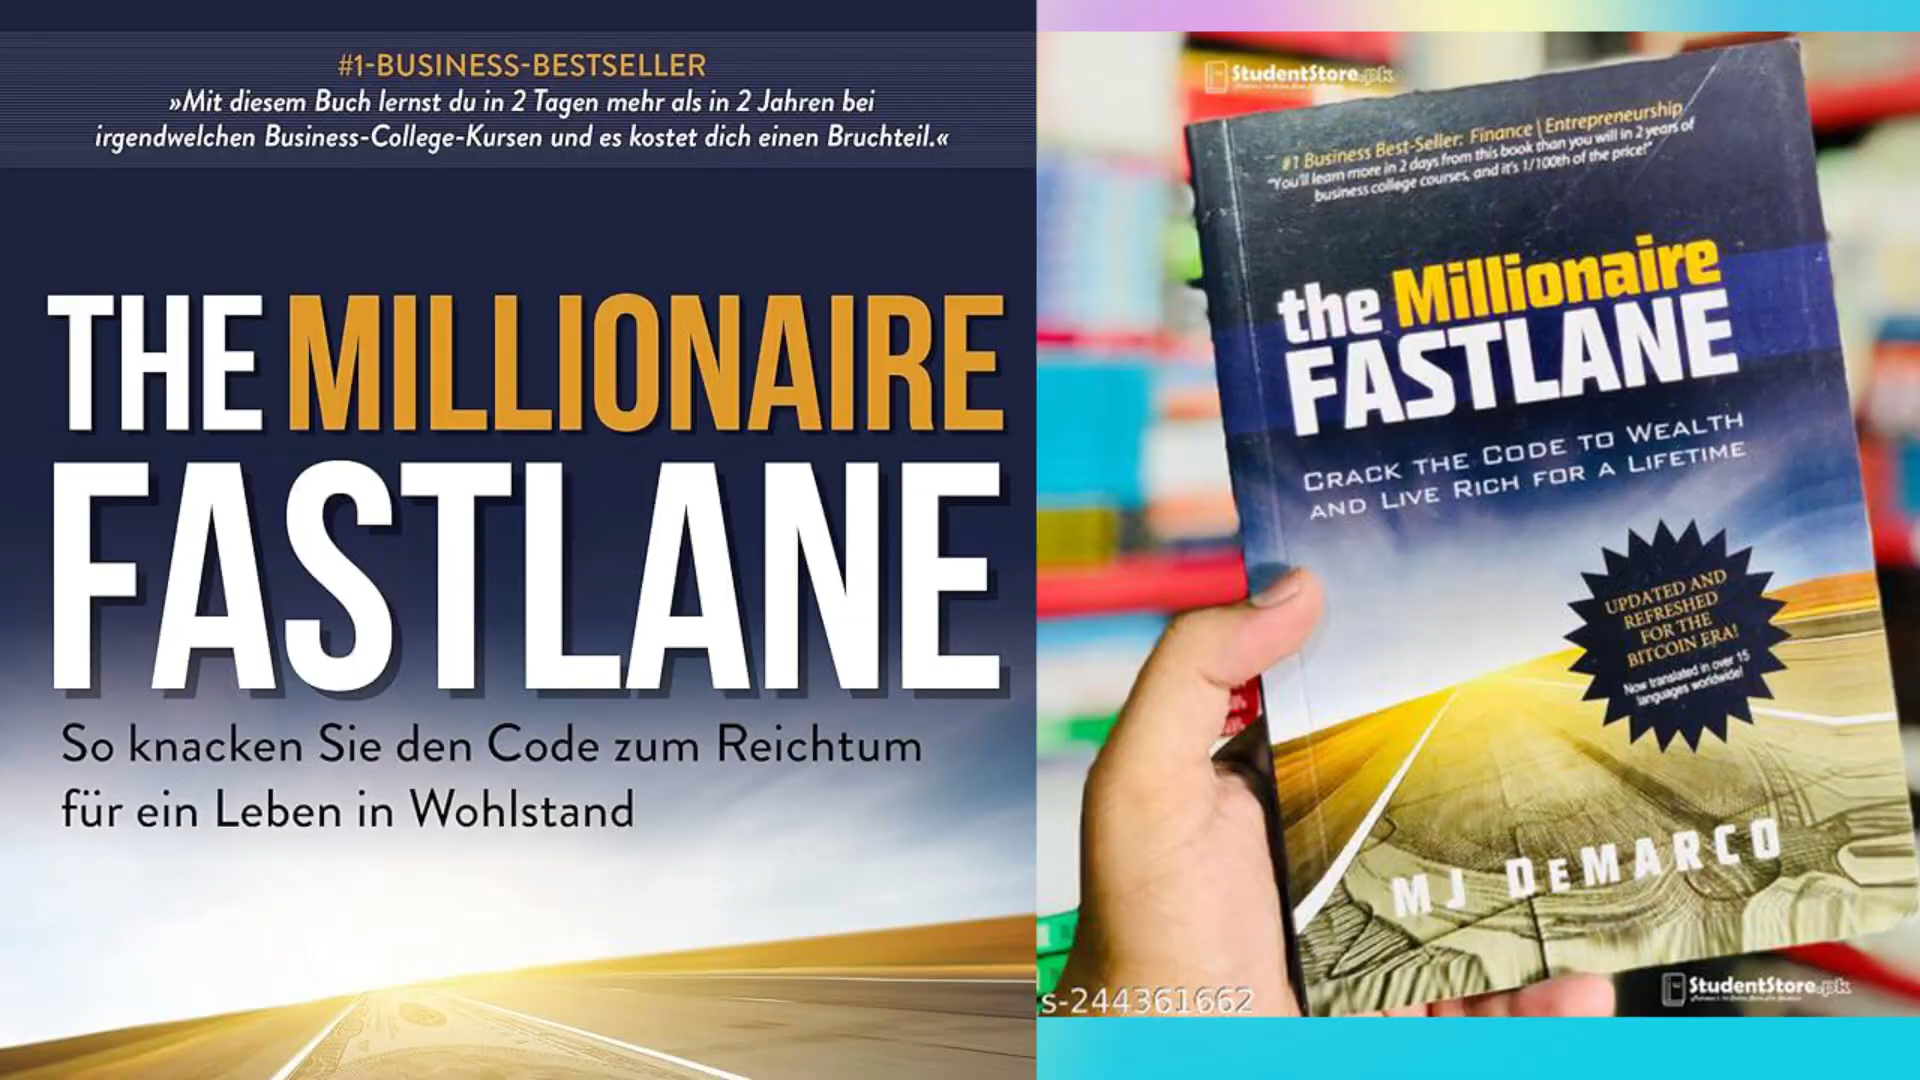 #1-BUSINESS-BESTSELLER
»Mit diesem Buch lernst du in 2 Tagen mehr als in 2 Jahren bei
irgendwelchen Business-College-Kursen und es kostet dich einen Bruchteil.«
THE MILLIONAIRE
FASTLANE
So knacken Sie den Code zum Reichtum
für ein Leben in Wohlstand
StudentStore.pk
#1 Business Best-Seller: Finance | Entrepreneurship
"You'll learn more in 2 days from this book than you will in 2 years of
business college courses, and it's 1/100th of the price!"
the Millionaire
FASTLANE
CRACK THE CODE TO WEALTH
AND LIVE RICH FOR A LIFETIME
UPDATED AND
REFRESHED
FOR THE
BITCOIN ERA!
Now translated in over 15
languages worldwide!
MJ DEMARCO
s-244361662
StudentStore.pk